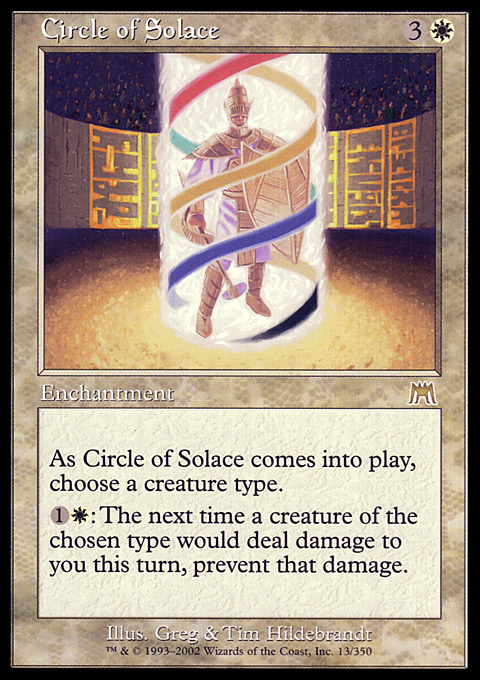 Circle of Solace 3
Enchantment
As Circle of Solace comes into play,
choose a creature type.
1 : The next time a creature of the
chosen type would deal damage to
you this turn, prevent that damage.
Illus. Greg & Tim Hildebrandt
™ & © 1993–2002 Wizards of the Coast, Inc. 13/350